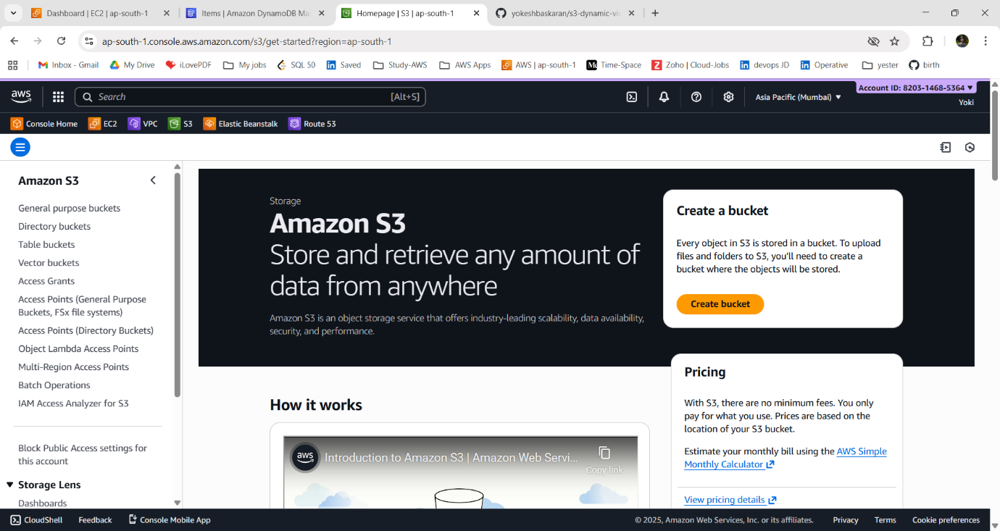 Dashboard | EC2 | ap-south-1
Items | Amazon DynamoDB Ma
Homepage | S3 | ap-south-1
yokeshbaskaran/s3-dynamic-vis
ap-south-1.console.aws.amazon.com/s3/get-started?region=ap-south-1
Inbox - Gmail
My Drive
iLovePDF
My jobs
SQL 50
Saved
Study-AWS
AWS Apps
AWS | ap-south-1
Time-Space
Zoho | Cloud-Jobs
devops JD
Operative
yester
birth
aws
Search
[Alt+S]
Asia Pacific (Mumbai)
Account ID: 8203-1468-5364
Yoki
Console Home
EC2
VPC
S3
Elastic Beanstalk
Route 53
Amazon S3
General purpose buckets
Directory buckets
Table buckets
Vector buckets
Access Grants
Access Points (General Purpose
Buckets, FSx file systems)
Access Points (Directory Buckets)
Object Lambda Access Points
Multi-Region Access Points
Batch Operations
IAM Access Analyzer for S3
Block Public Access settings for
this account
Storage Lens
Dashboards
Storage
Amazon S3
Store and retrieve any amount of
data from anywhere
Amazon S3 is an object storage service that offers industry-leading scalability, data availability,
security, and performance.
Create a bucket
Every object in S3 is stored in a bucket. To upload
files and folders to S3, you'll need to create a
bucket where the objects will be stored.
Create bucket
How it works
aws
Introduction to Amazon S3 | Amazon Web Servi...
Copy link
Pricing
With S3, there are no minimum fees. You only
pay for what you use. Prices are based on the
location of your S3 bucket.
Estimate your monthly bill using the AWS Simple
Monthly Calculator
View pricing details
CloudShell
Feedback
Console Mobile App
© 2025, Amazon Web Services, Inc. or its affiliates.
Privacy
Terms
Cookie preferences